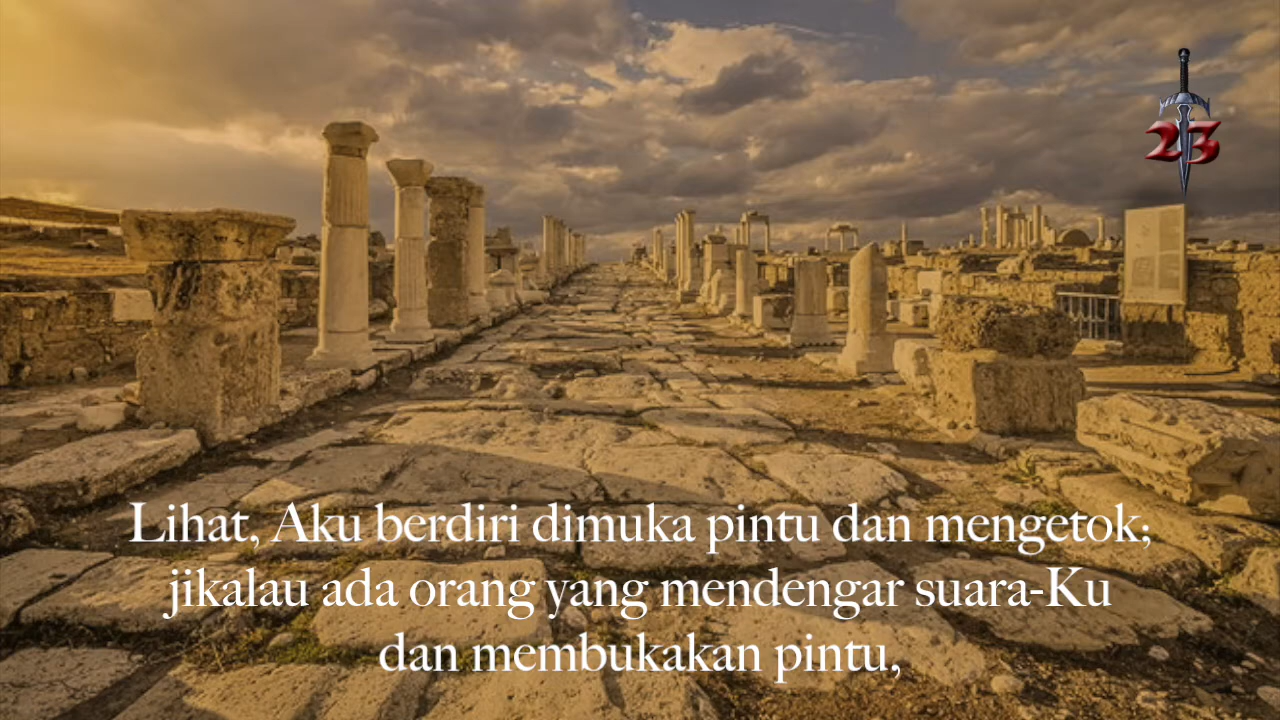 23
Lihat, Aku berdiri dimuka pintu dan mengetok;
jikalau ada orang yang mendengar suara-Ku
dan membukakan pintu,